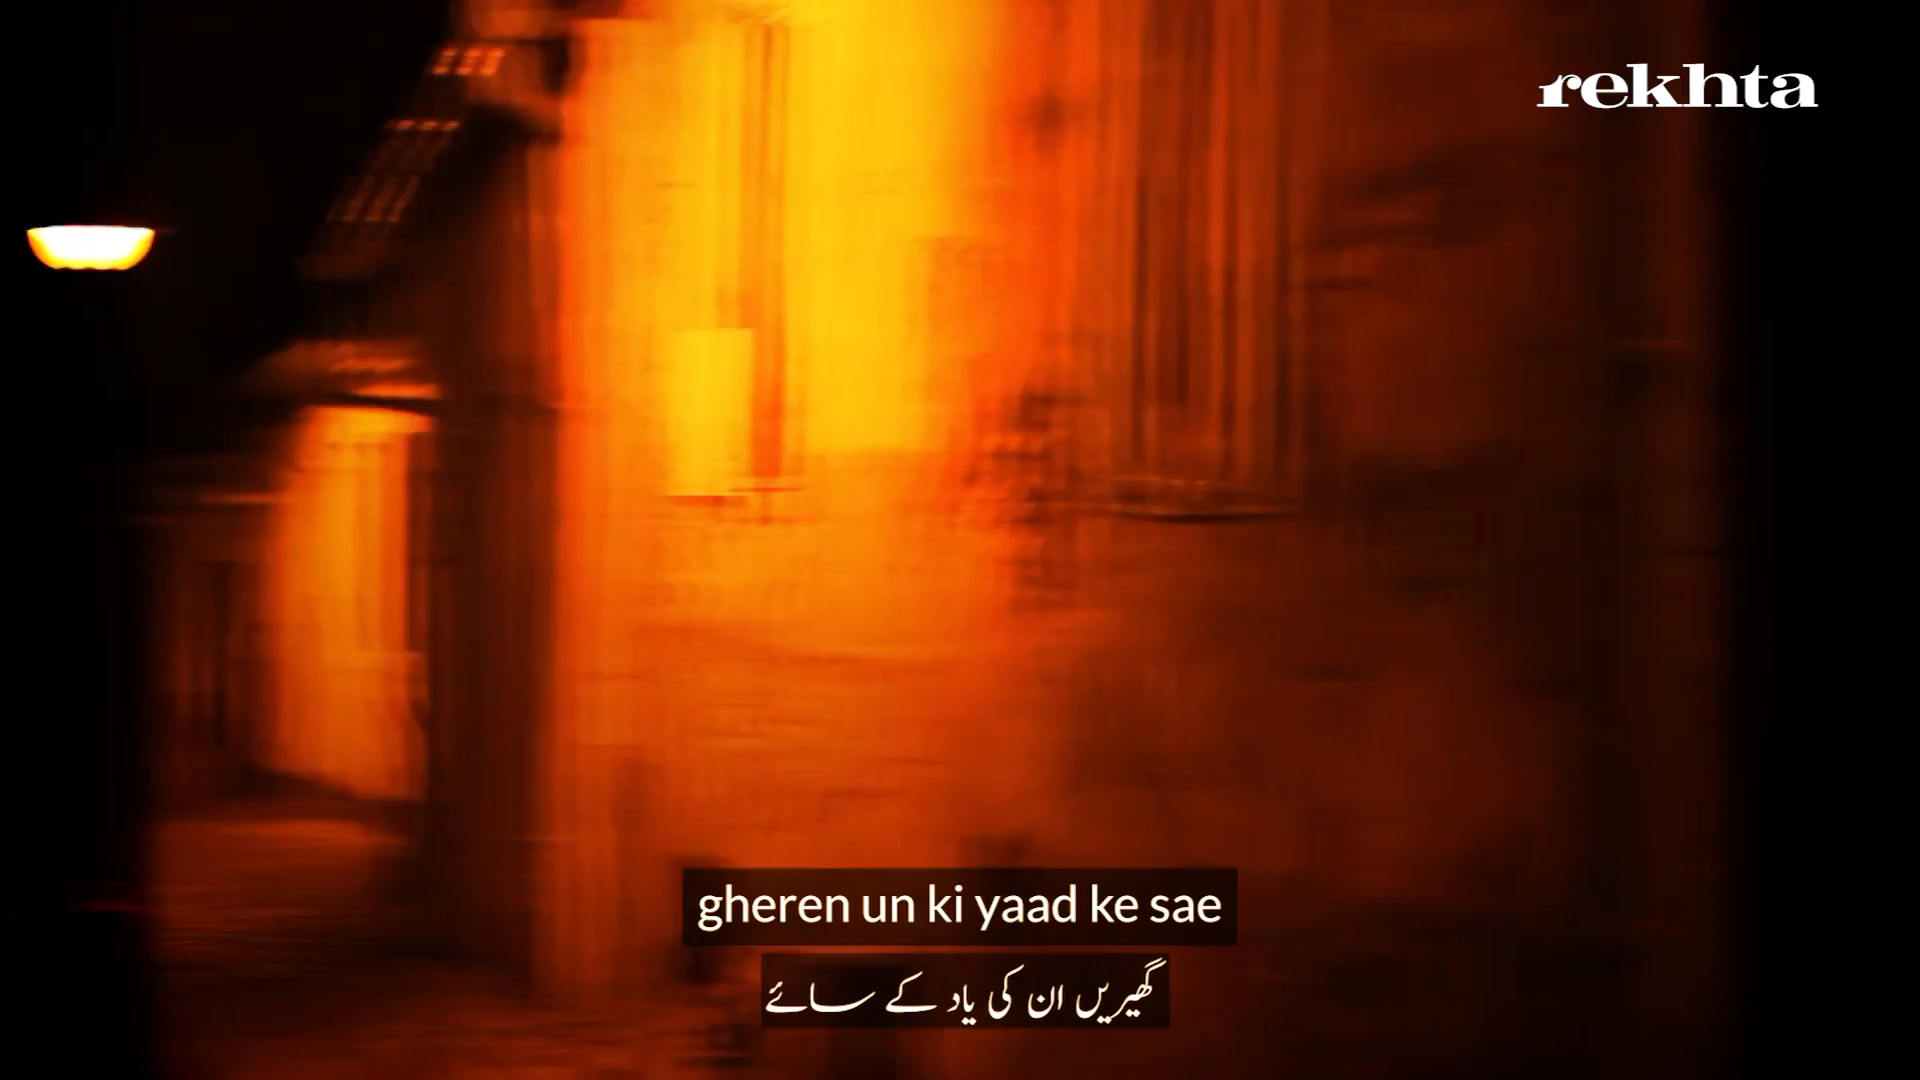 rekhta
gheren un ki yaad ke sae
گھیریں ان کی یاد کے سائے